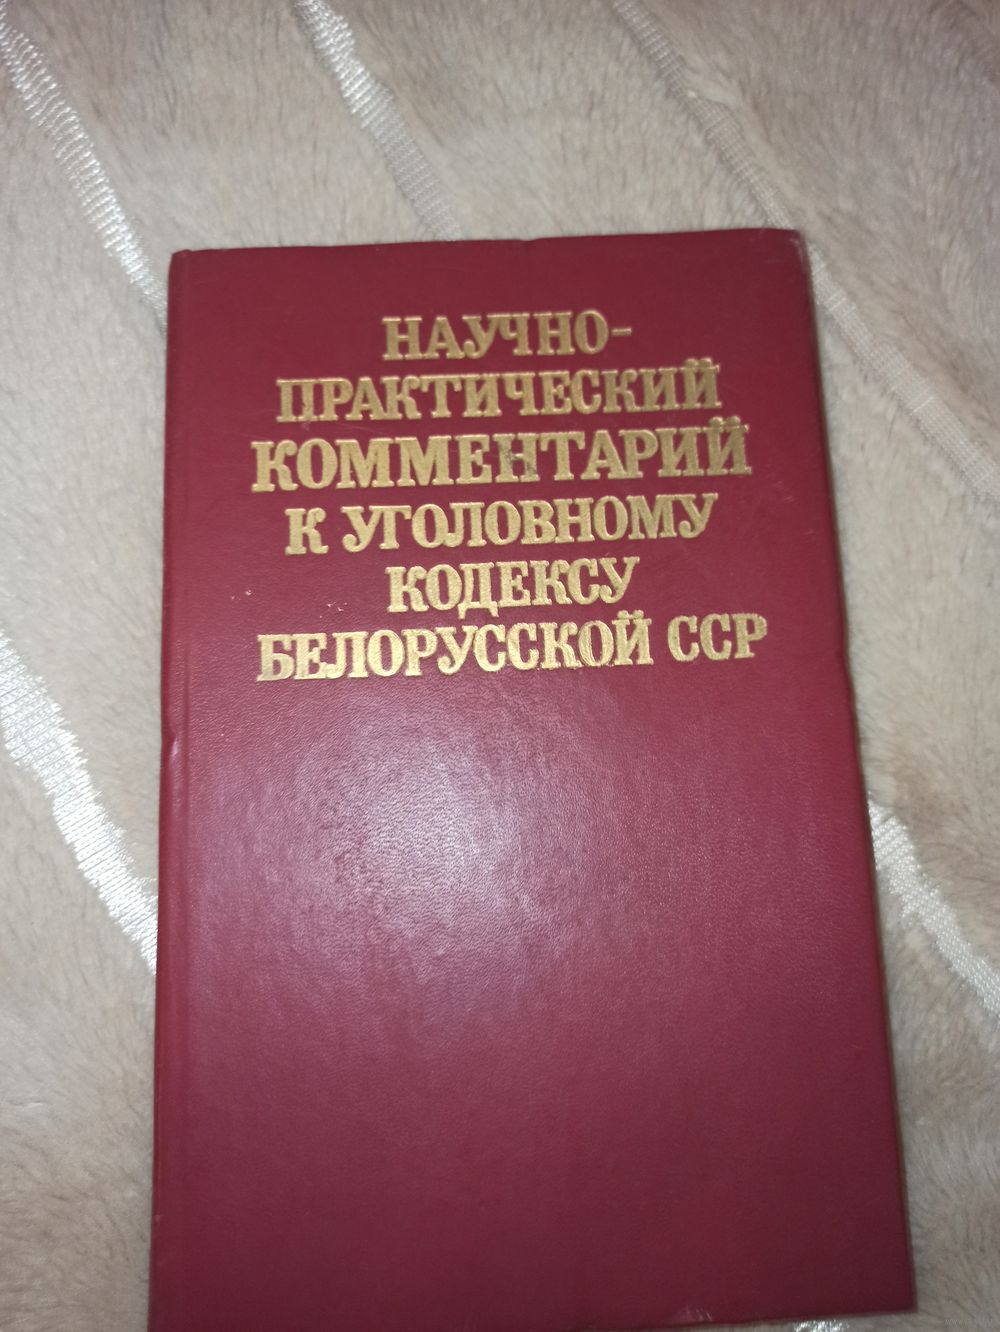 НАУЧНО-
ПРАКТИЧЕСКИЙ
КОММЕНТАРИЙ
К УГОЛОВНОМУ
КОДЕКСУ
БЕЛОРУССКОЙ ССР